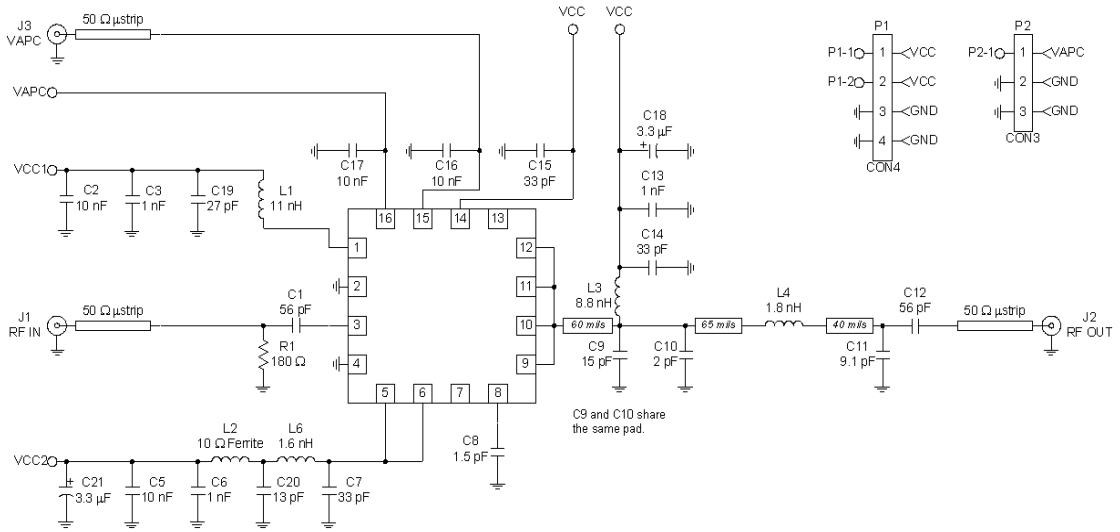 J3
VAPC
50 Ω μstrip
VCC
VCC
P1
P1-1
1
VCC
P1-2
2
VCC
3
GND
4
GND
CON4
P2
P2-1
1
VAPC
2
GND
3
GND
CON3
VAPC
C17
10 nF
C16
10 nF
C15
33 pF
C18
3.3 μF
+
C13
1 nF
C14
33 pF
VCC1
C2
10 nF
C3
1 nF
C19
27 pF
L1
11 nH
16
15
14
13
1
2
3
4
12
11
10
9
5
6
7
8
J1
RF IN
50 Ω μstrip
C1
56 pF
R1
180 Ω
60 mils
L3
8.8 nH
C9
15 pF
C10
2 pF
65 mils
L4
1.8 nH
40 mils
C11
9.1 pF
C12
56 pF
50 Ω μstrip
J2
RF OUT
C9 and C10 share
the same pad.
C8
1.5 pF
VCC2
L2
10 Ω Ferrite
L6
1.6 nH
+
C21
3.3 μF
C5
10 nF
C6
1 nF
C20
13 pF
C7
33 pF